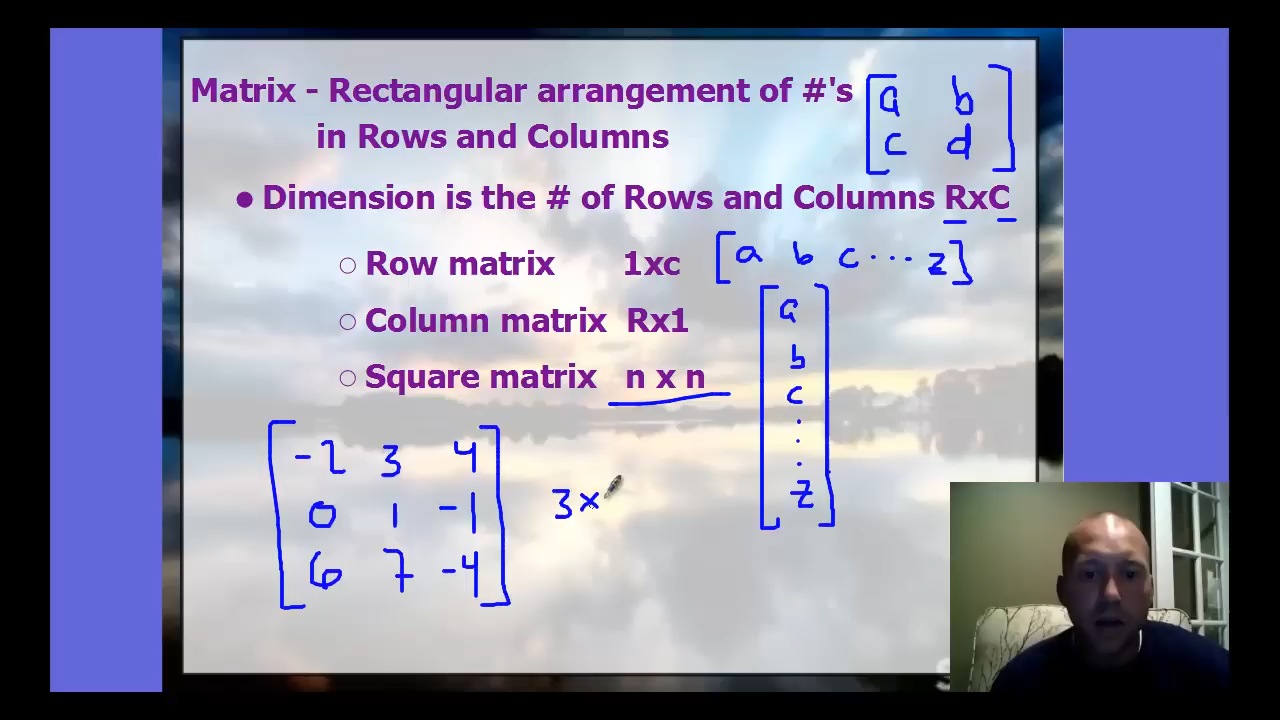 Matrix - Rectangular arrangement of #'s
in Rows and Columns
a b
c d
● Dimension is the # of Rows and Columns RxC
○ Row matrix 1xc [a b c ... z]
○ Column matrix Rx1
○ Square matrix n x n
a
b
c
.
.
.
z
-2 3 4
0 1 -1
6 7 -4
3 x